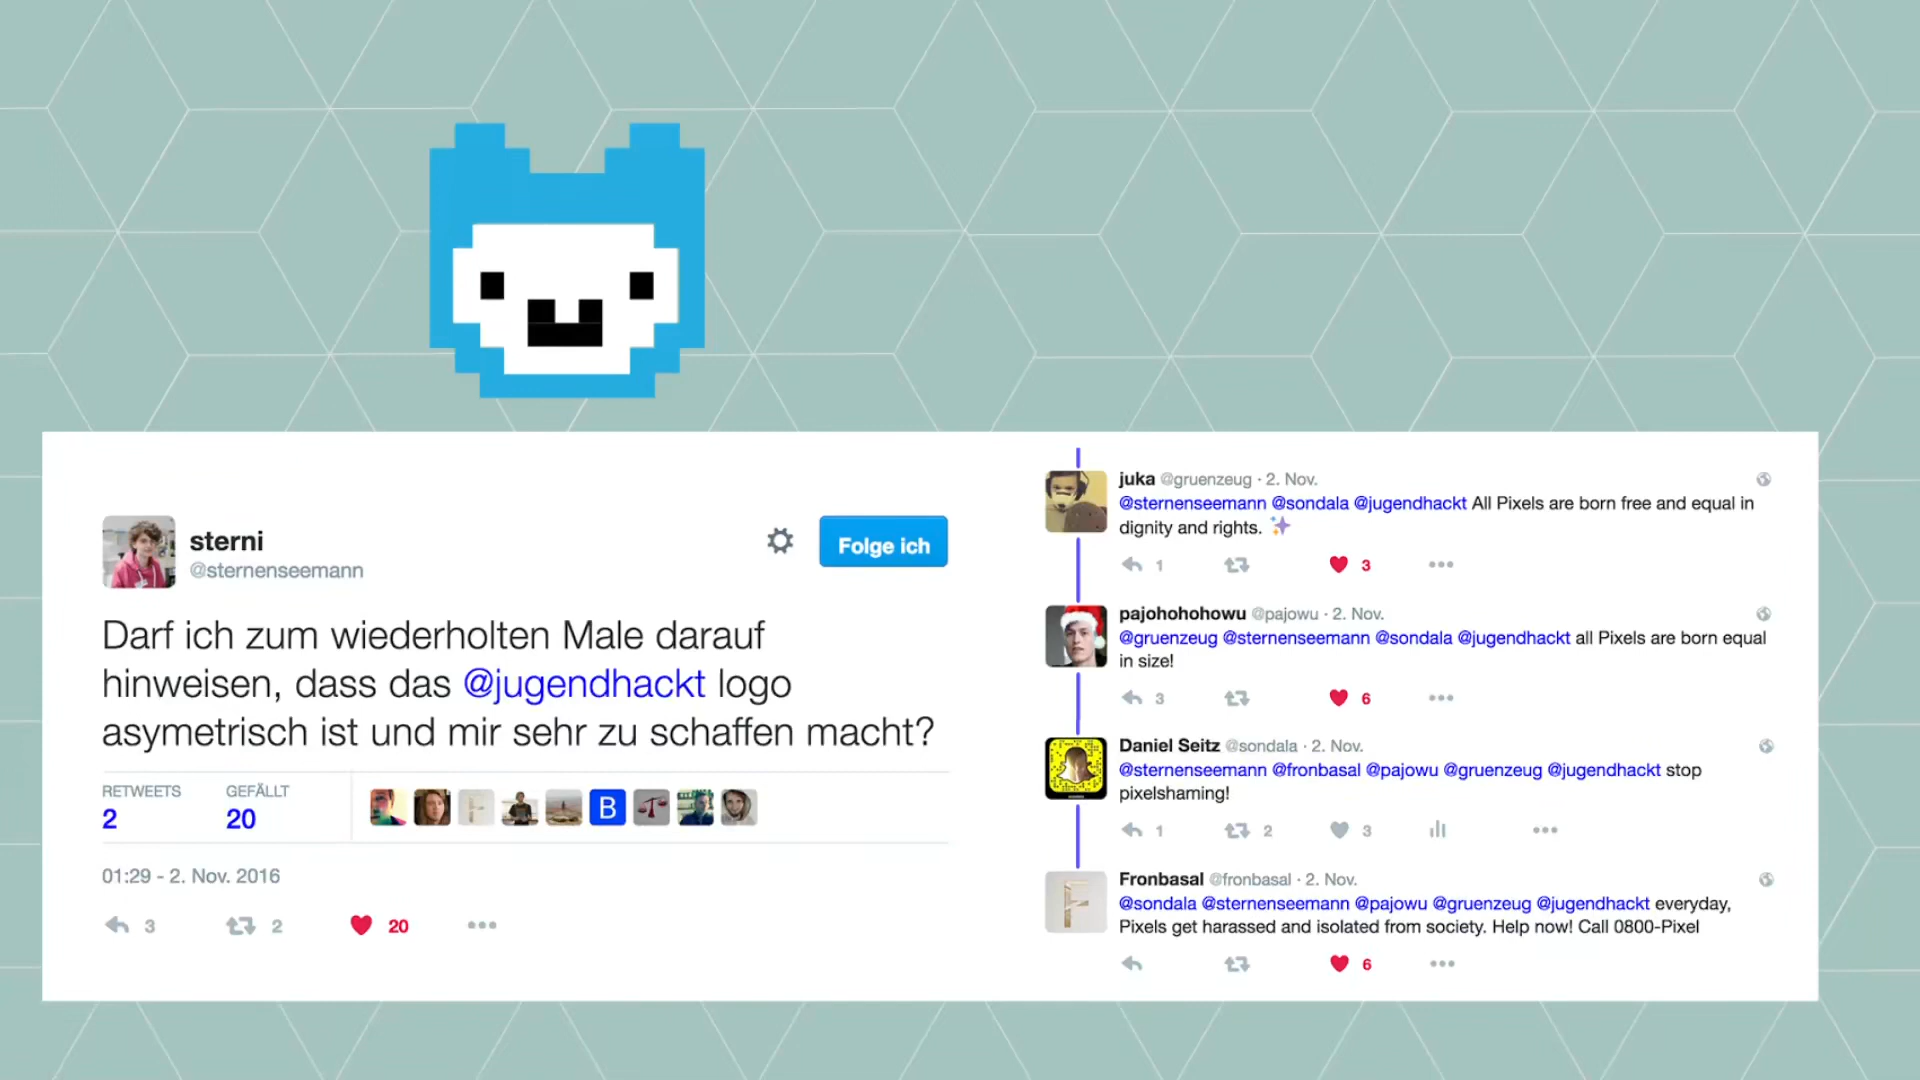 sterni
@sternenseemann
Folge ich
Darf ich zum wiederholten Male darauf
hinweisen, dass das @jugendhackt logo
asymetrisch ist und mir sehr zu schaffen macht?
RETWEETS GEFÄLLT
2 20
B
01:29 - 2. Nov. 2016
3 2 20
juka @gruenzeug · 2. Nov.
@sternenseemann @sondala @jugendhackt All Pixels are born free and equal in
dignity and rights.
1 3
pajohohohowu @pajowu · 2. Nov.
@gruenzeug @sternenseemann @sondala @jugendhackt all Pixels are born equal
in size!
3 6
Daniel Seitz @sondala · 2. Nov.
@sternenseemann @fronbasal @pajowu @gruenzeug @jugendhackt stop
pixelshaming!
1 2 3
F
Fronbasal @fronbasal · 2. Nov.
@sondala @sternenseemann @pajowu @gruenzeug @jugendhackt everyday,
Pixels get harassed and isolated from society. Help now! Call 0800-Pixel
6